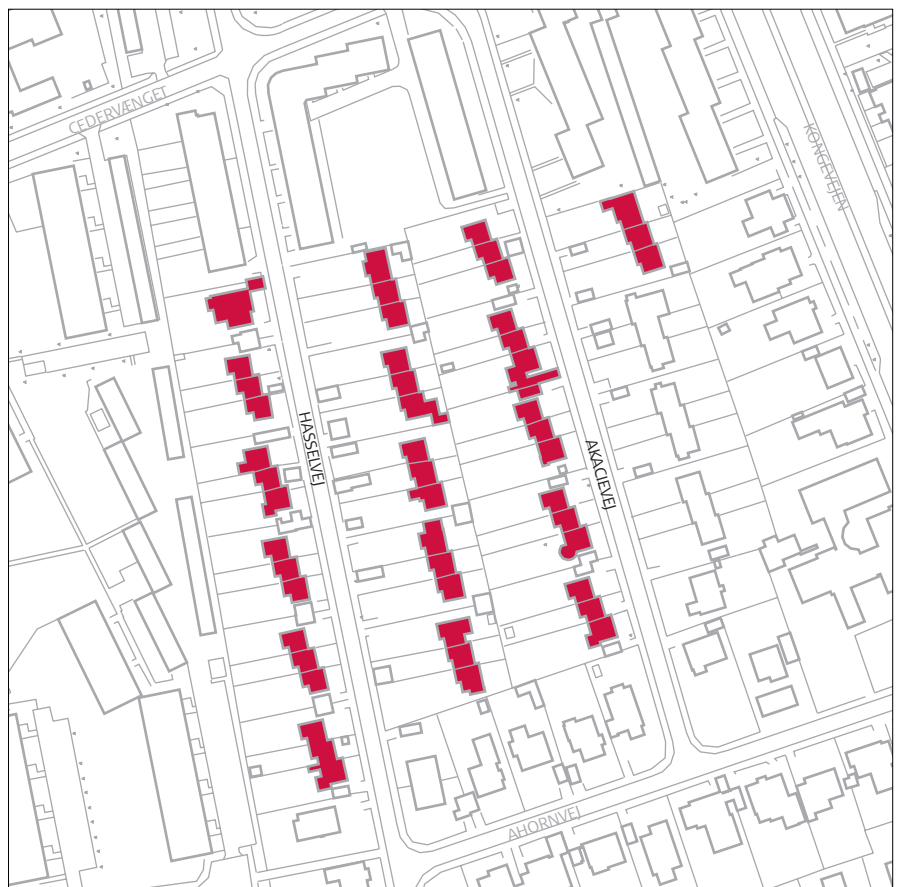 CEDERVÆNGET
KONGEVEJEN
HASSELVEJ
AKACIEVEJ
AHORNVEJ